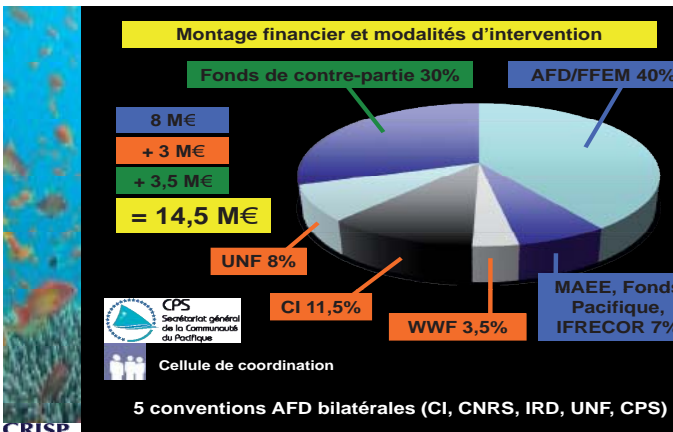 Montage financier et modalités d'intervention
Fonds de contre-partie 30%
AFD/FFEM 40%
8 M€
+ 3 M€
+ 3,5 M€
= 14,5 M€
UNF 8%
CI 11,5%
WWF 3,5%
MAEE, Fonds
Pacifique,
IFRECOR 7%
CPS
Secrétariat général
de la Communauté
du Pacifique
Cellule de coordination
5 conventions AFD bilatérales (CI, CNRS, IRD, UNF, CPS)
CRISP